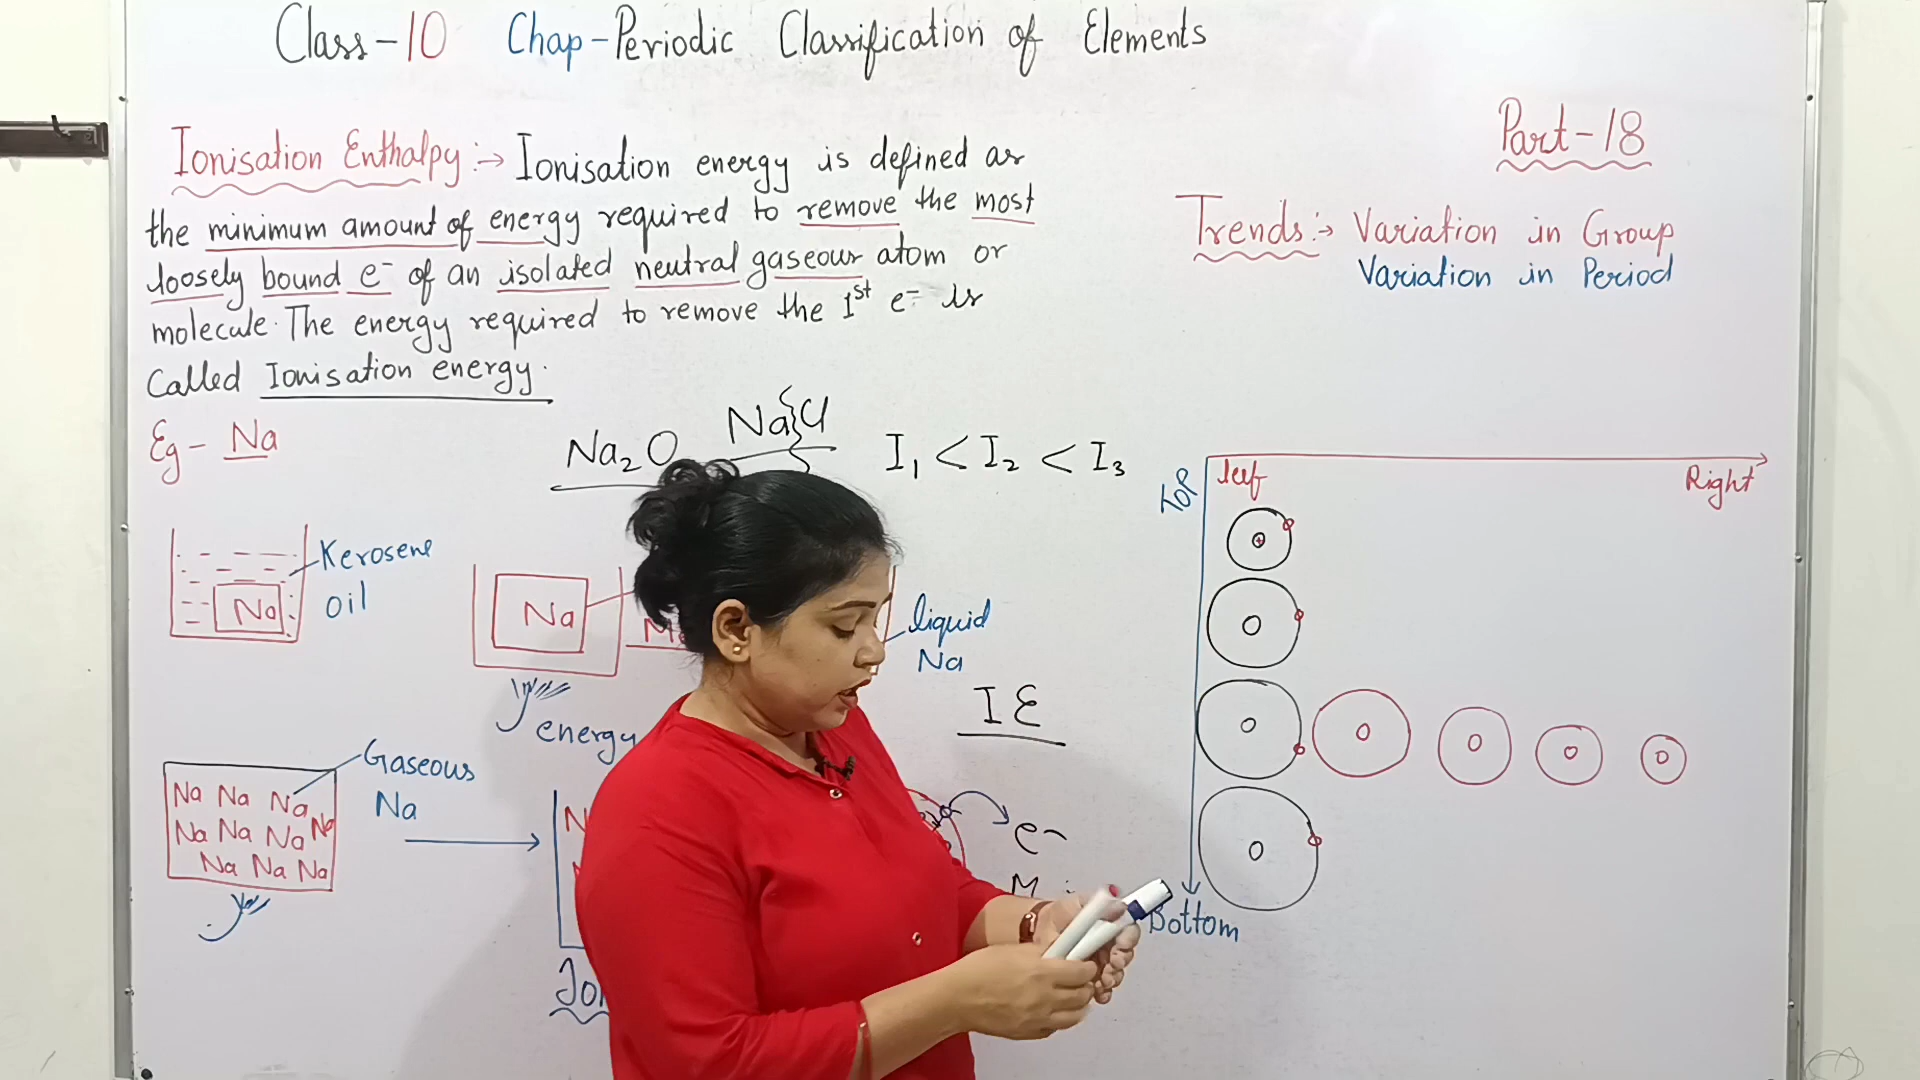 Class-10 Chap-Periodic Classification of Elements
Part-18
Ionisation Enthalpy:→ Ionisation energy is defined as
the minimum amount of energy required to remove the most
loosely bound e⁻ of an isolated neutral gaseous atom or
molecule. The energy required to remove the 1st e⁻ is
Called Ionisation energy.
Trends:→ Variation in Group
Variation in Period
Eg- Na
Na₂O
NaCl
I₁ < I₂ < I₃
Kerosene
oil
Na
Na
energy
liquid
Na
IE
Gaseous
Na
Na Na Na
Na Na Na Na
Na Na Na
e-
TOP
leef
Right
Bottom